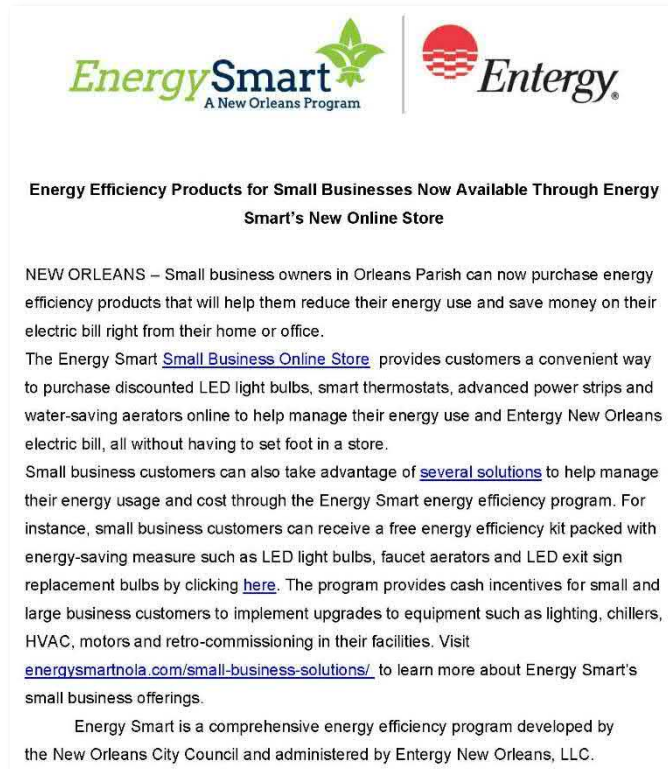 EnergySmart
A New Orleans Program
Entergy®
Energy Efficiency Products for Small Businesses Now Available Through Energy
Smart's New Online Store
NEW ORLEANS – Small business owners in Orleans Parish can now purchase energy
efficiency products that will help them reduce their energy use and save money on their
electric bill right from their home or office.
The Energy Smart Small Business Online Store provides customers a convenient way
to purchase discounted LED light bulbs, smart thermostats, advanced power strips and
water-saving aerators online to help manage their energy use and Entergy New Orleans
electric bill, all without having to set foot in a store.
Small business customers can also take advantage of several solutions to help manage
their energy usage and cost through the Energy Smart energy efficiency program. For
instance, small business customers can receive a free energy efficiency kit packed with
energy-saving measure such as LED light bulbs, faucet aerators and LED exit sign
replacement bulbs by clicking here. The program provides cash incentives for small and
large business customers to implement upgrades to equipment such as lighting, chillers,
HVAC, motors and retro-commissioning in their facilities. Visit
energysmartnola.com/small-business-solutions/ to learn more about Energy Smart's
small business offerings.
Energy Smart is a comprehensive energy efficiency program developed by
the New Orleans City Council and administered by Entergy New Orleans, LLC.